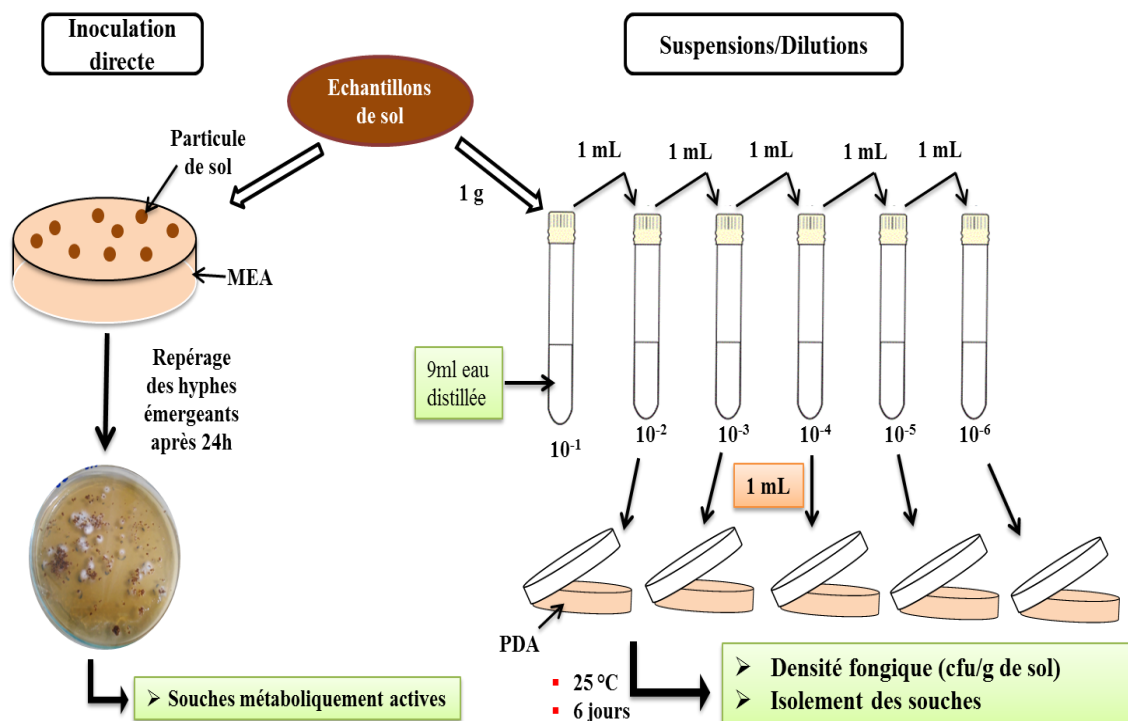 Inoculation
directe
Suspensions/Dilutions
Echantillons
de sol
Particule
de sol
1 g
1 mL
1 mL
1 mL
1 mL
1 mL
MEA
Repérage
des hyphes
émergeants
après 24h
9ml eau
distillée
10⁻¹
10⁻²
10⁻³
10⁻⁴
10⁻⁵
10⁻⁶
1 mL
PDA
▪ 25 °C
▪ 6 jours
➢ Souches métaboliquement actives
➢ Densité fongique (cfu/g de sol)
➢ Isolement des souches